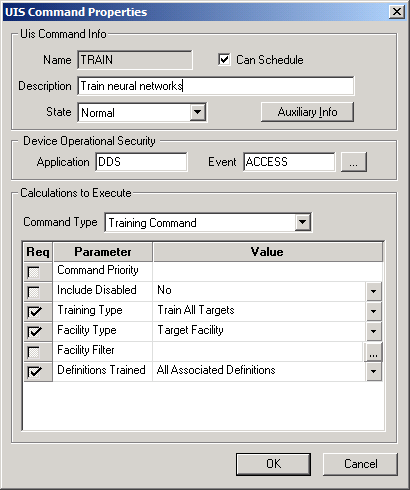 UIS Command Properties
Uis Command Info
Name TRAIN Can Schedule
Description Train neural networks
State Normal Auxiliary Info
Device Operational Security
Application DDS Event ACCESS ...
Calculations to Execute
Command Type Training Command
Req Parameter Value
Command Priority
Include Disabled No
Training Type Train All Targets
Facility Type Target Facility
Facility Filter ...
Definitions Trained All Associated Definitions
OK Cancel